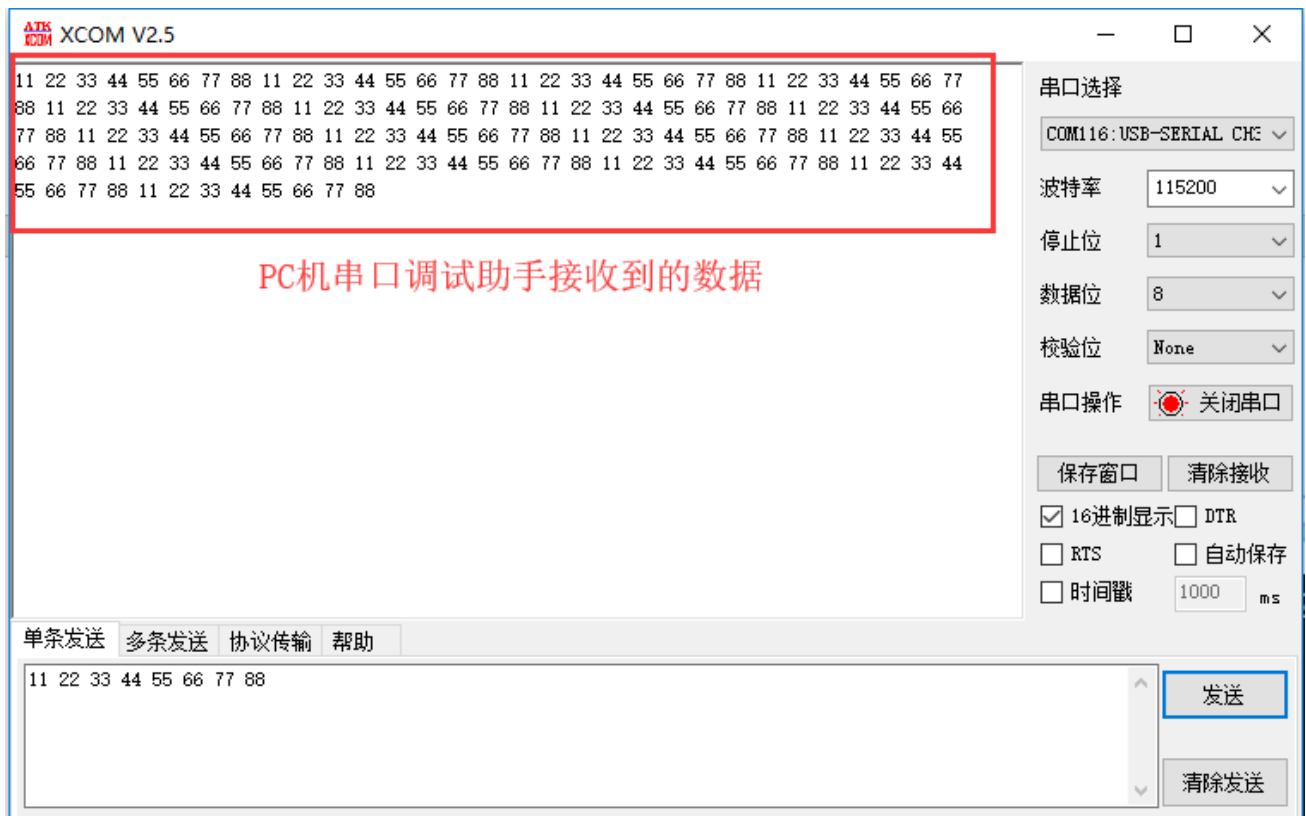 ATK XCOM XCOM V2.5
11 22 33 44 55 66 77 88 11 22 33 44 55 66 77 88 11 22 33 44 55 66 77 88 11 22 33 44 55 66 77
88 11 22 33 44 55 66 77 88 11 22 33 44 55 66 77 88 11 22 33 44 55 66 77 88 11 22 33 44 55 66
77 88 11 22 33 44 55 66 77 88 11 22 33 44 55 66 77 88 11 22 33 44 55 66 77 88 11 22 33 44 55
66 77 88 11 22 33 44 55 66 77 88 11 22 33 44 55 66 77 88 11 22 33 44 55 66 77 88 11 22 33 44
55 66 77 88 11 22 33 44 55 66 77 88
PC机串口调试助手接收到的数据
串口选择
COM116:USB-SERIAL CH3
波特率 115200
停止位 1
数据位 8
校验位 None
串口操作 关闭串口
保存窗口 清除接收
16进制显示 DTR
RTS 自动保存
时间戳 1000 ms
单条发送 多条发送 协议传输 帮助
11 22 33 44 55 66 77 88
发送
清除发送